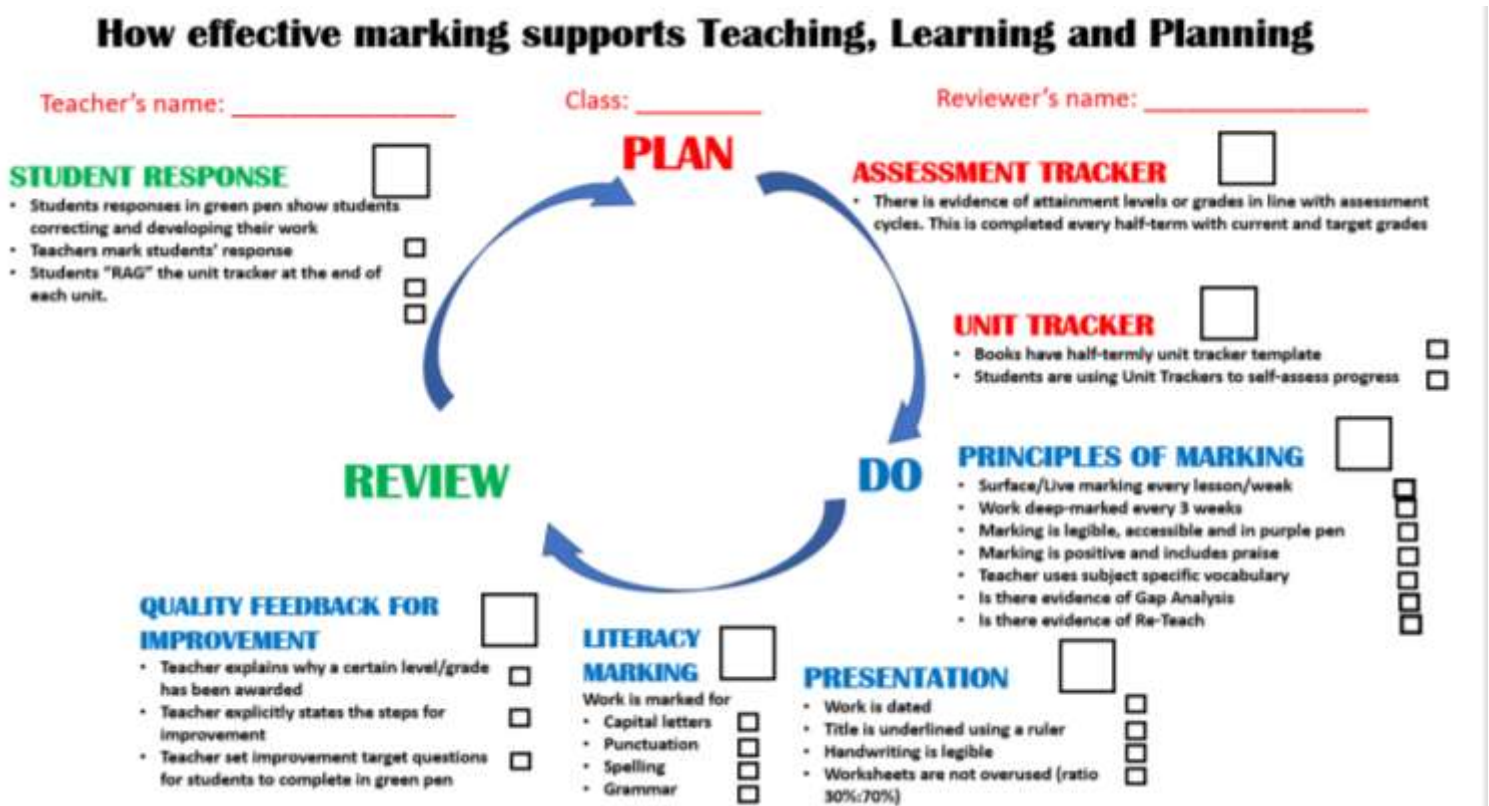 How effective marking supports Teaching, Learning and Planning
Teacher's name: ________________
Class: _________
Reviewer's name: ________________
PLAN
STUDENT RESPONSE
• Students responses in green pen show students
correcting and developing their work
• Teachers mark students' response
• Students "RAG" the unit tracker at the end of
each unit.
ASSESSMENT TRACKER
• There is evidence of attainment levels or grades in line with assessment
cycles. This is completed every half-term with current and target grades
UNIT TRACKER
• Books have half-termly unit tracker template
• Students are using Unit Trackers to self-assess progress
REVIEW
DO
PRINCIPLES OF MARKING
• Surface/Live marking every lesson/week
• Work deep-marked every 3 weeks
• Marking is legible, accessible and in purple pen
• Marking is positive and includes praise
• Teacher uses subject specific vocabulary
• Is there evidence of Gap Analysis
• Is there evidence of Re-Teach
QUALITY FEEDBACK FOR
IMPROVEMENT
• Teacher explains why a certain level/grade
has been awarded
• Teacher explicitly states the steps for
improvement
• Teacher set improvement target questions
for students to complete in green pen
LITERACY
MARKING
Work is marked for
• Capital letters
• Punctuation
• Spelling
• Grammar
PRESENTATION
• Work is dated
• Title is underlined using a ruler
• Handwriting is legible
• Worksheets are not overused (ratio
30%:70%)